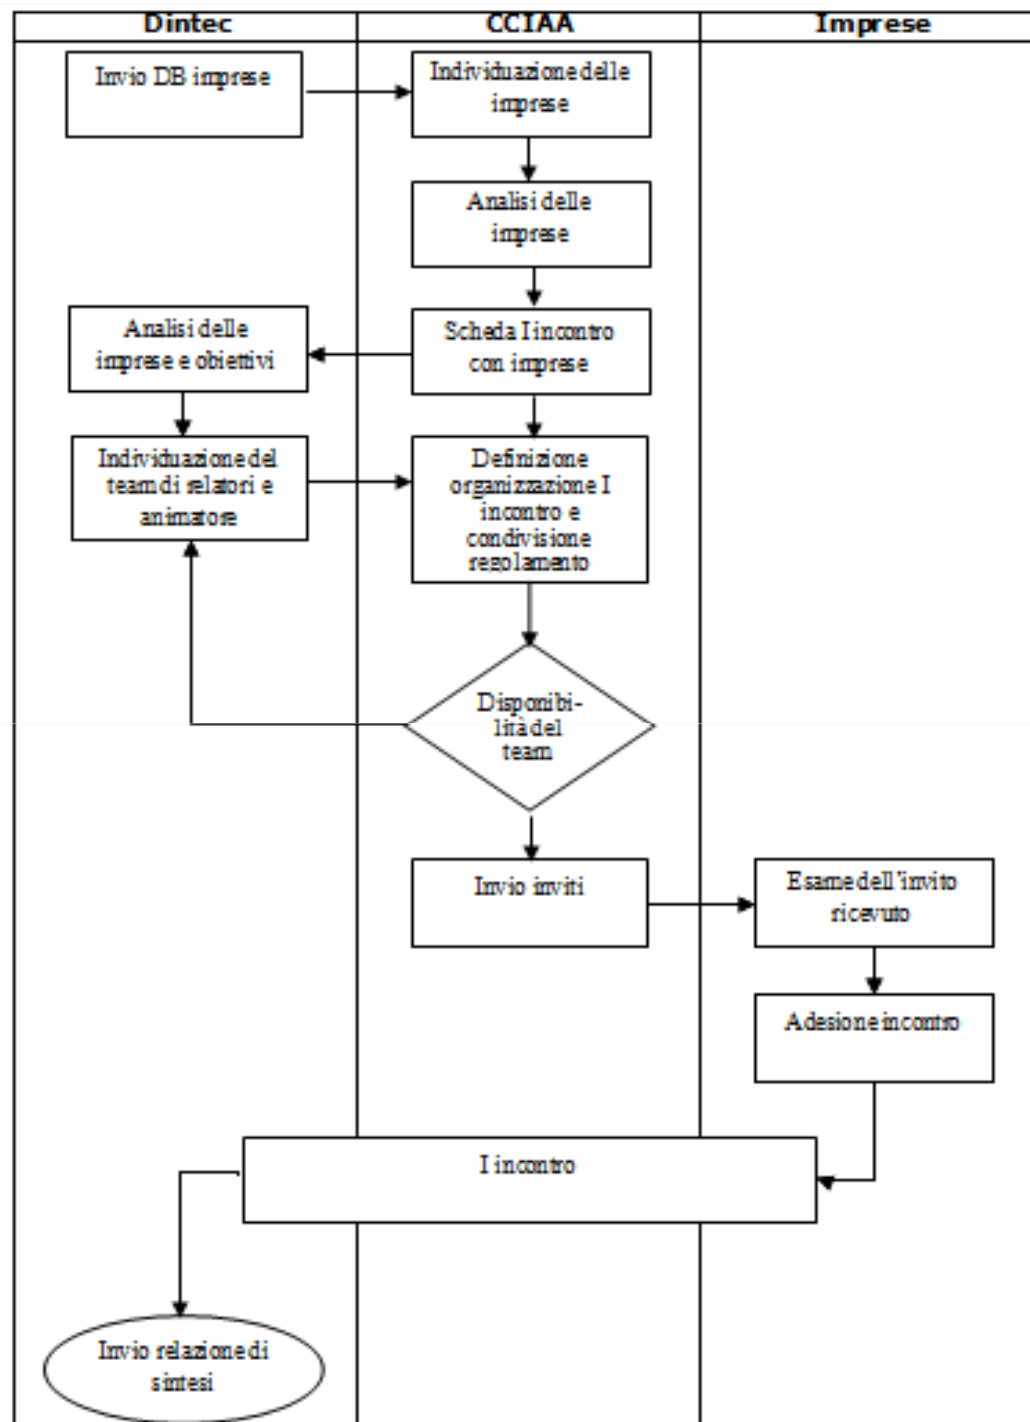 Dintec
CCIAA
Imprese
Invio DB imprese
Individuazione delle
imprese
Analisi delle
imprese
Analisi delle
imprese e obiettivi
Scheda I incontro
con imprese
Individuazione del
team di relatori e
animatore
Definizione
organizzazione I
incontro e
condivisione
regolamento
Disponibi-
lità del
team
Invio inviti
Esame dell'invito
ricevuto
Adesione incontro
I incontro
Invio relazione di
sintesi